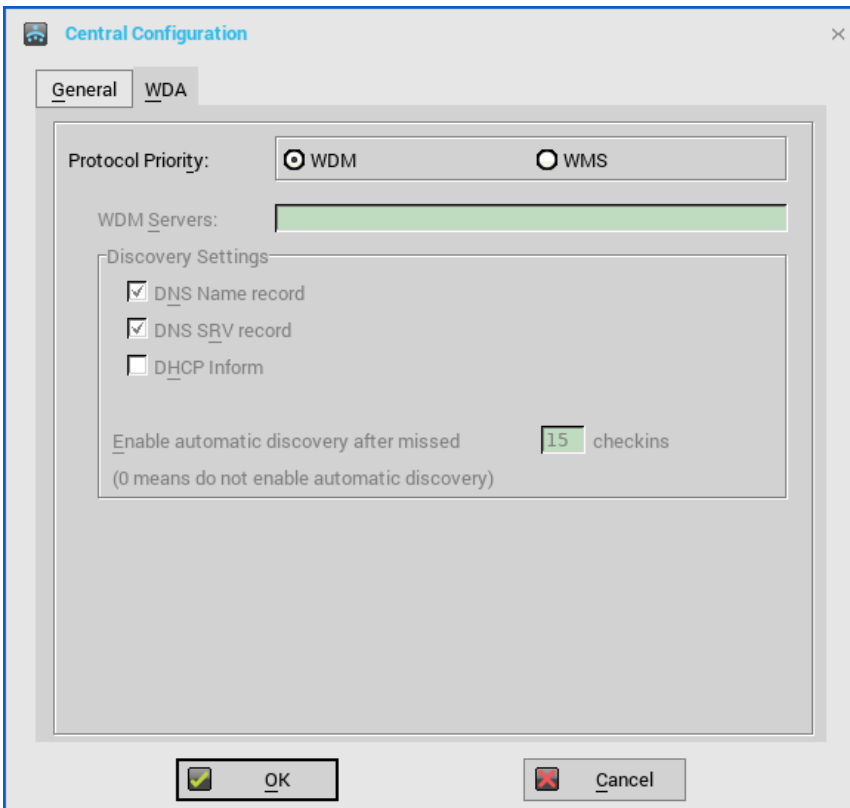 Central Configuration
General WDA
Protocol Priority: WDM WMS
WDM Servers:
Discovery Settings
DNS Name record
DNS SRV record
DHCP Inform
Enable automatic discovery after missed 15 checkins
(0 means do not enable automatic discovery)
OK Cancel